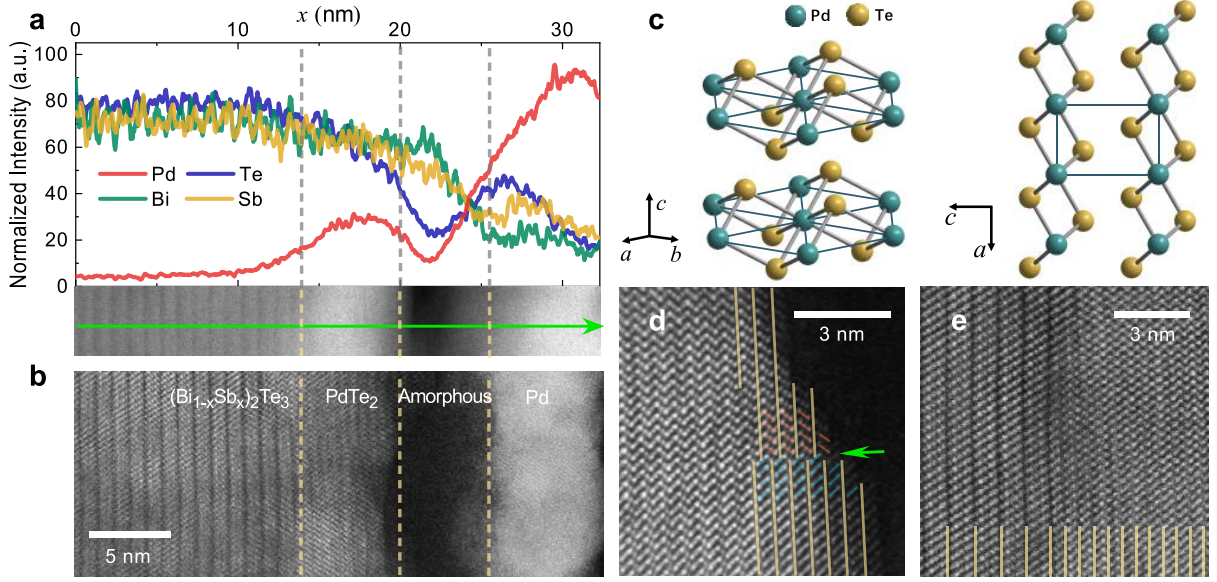 a
x (nm)
0 10 20 30
Normalized Intensity (a.u.)
100
80
60
40
20
0
Pd Te
Bi Sb
b
(Bi1-xSbx)2Te3 PdTe2 Amorphous Pd
5 nm
c
Pd Te
c
a b
c
a
d
3 nm
e
3 nm